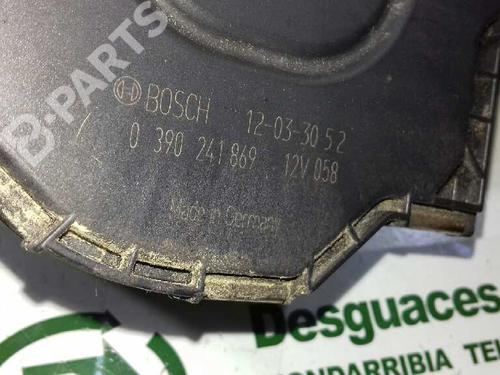 B-PARTS
BOSCH 12-03-30 52
0 390 241 869 12V 058
Made in Germany
Desguaces
ONDARRIBIA TEL